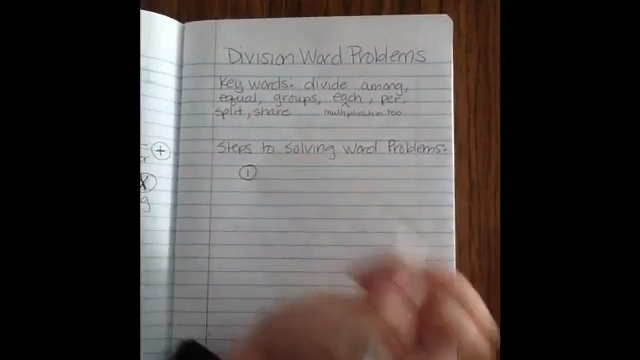 Division Word Problems
Key words: divide among,
equal, groups, each, per,
split, share
multiplication too
Steps to solving Word Problems:
①
+